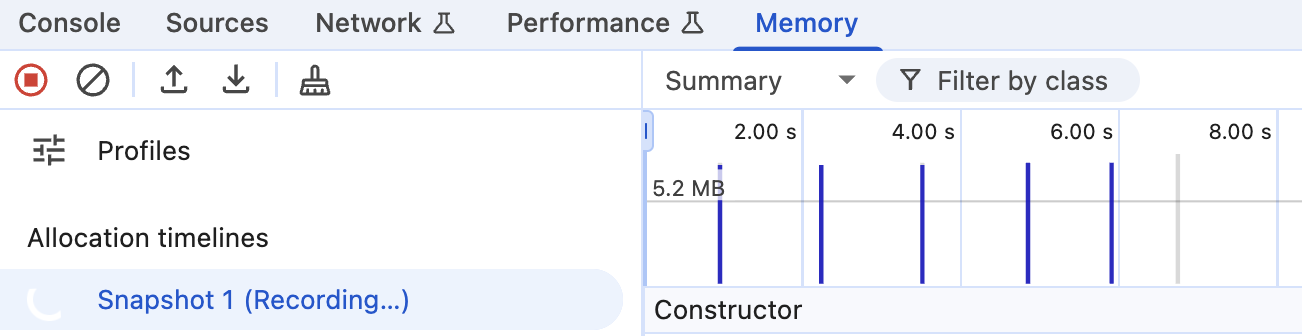 Console Sources Network Performance Memory
Summary Filter by class
Profiles
2.00 s 4.00 s 6.00 s 8.00 s
5.2 MB
Allocation timelines
Snapshot 1 (Recording...)
Constructor